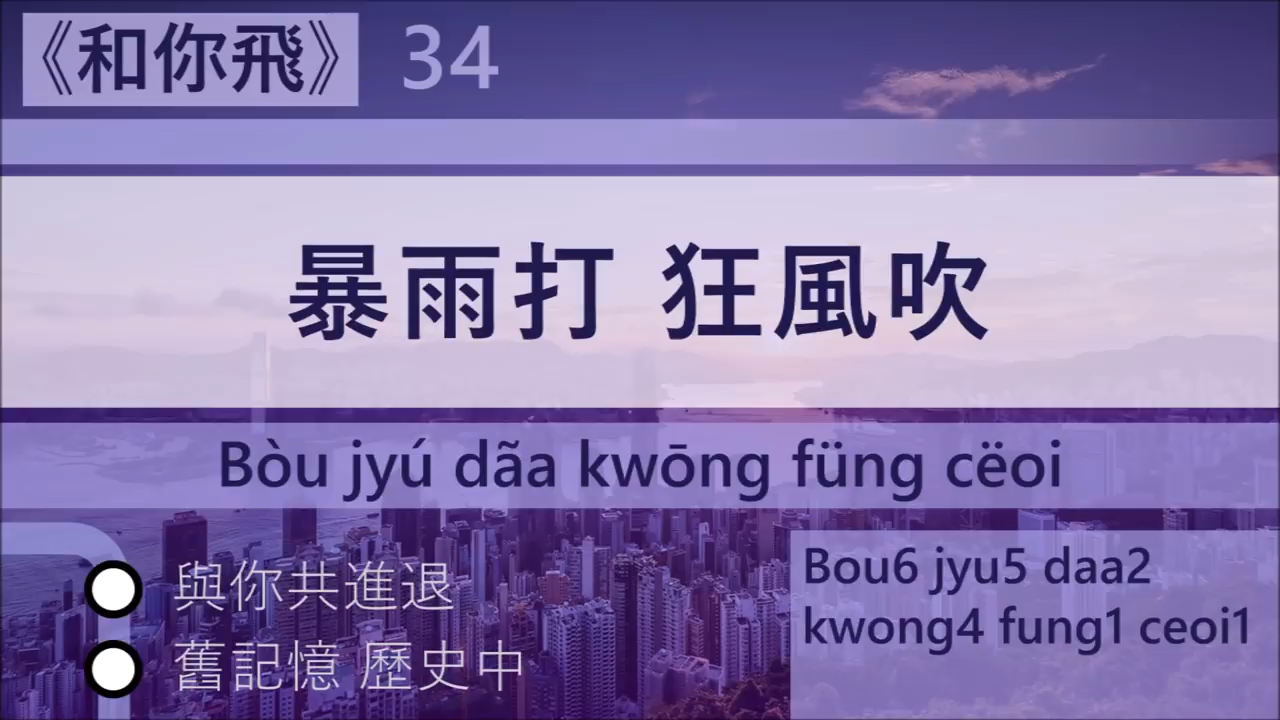 《和你飛》 34
暴雨打 狂風吹
Bòu jyú dãa kwōng füng cëoi
與你共進退
舊記憶 歷史中
Bou6 jyu5 daa2
kwong4 fung1 ceoi1